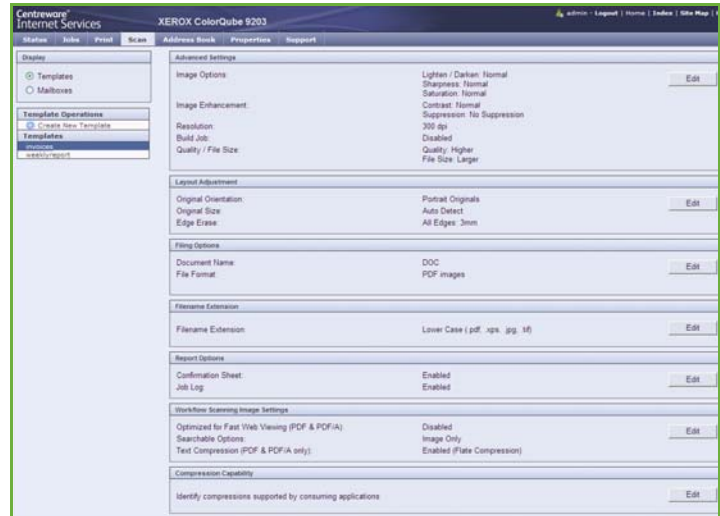 Centreware®
Internet Services
XEROX ColorQube 9203
admin - Logout | Home | Index | Site Map |
Status Jobs Print Scan Address Book Properties Support
Display
Templates
Mailboxes
Template Operations
Create New Template
Templates
invoices
weeklyreport
Advanced Settings
Image Options: Lighten / Darken: Normal
Sharpness: Normal
Saturation: Normal
Edit
Image Enhancement: Contrast: Normal
Suppression: No Suppression
Resolution: 300 dpi
Build Job: Disabled
Quality / File Size: Quality: Higher
File Size: Larger
Layout Adjustment
Original Orientation: Portrait Originals
Original Size: Auto Detect
Edge Erase: All Edges: 3mm
Edit
Filing Options
Document Name: DOC
File Format: PDF images
Edit
Filename Extension
Filename Extension: Lower Case (.pdf, .xps, .jpg, .tif)
Edit
Report Options
Confirmation Sheet: Enabled
Job Log: Enabled
Edit
Workflow Scanning Image Settings
Optimized for Fast Web Viewing (PDF & PDF/A): Disabled
Searchable Options: Image Only
Text Compression (PDF & PDF/A only): Enabled (Flate Compression)
Edit
Compression Capability
Identify compressions supported by consuming applications
Edit